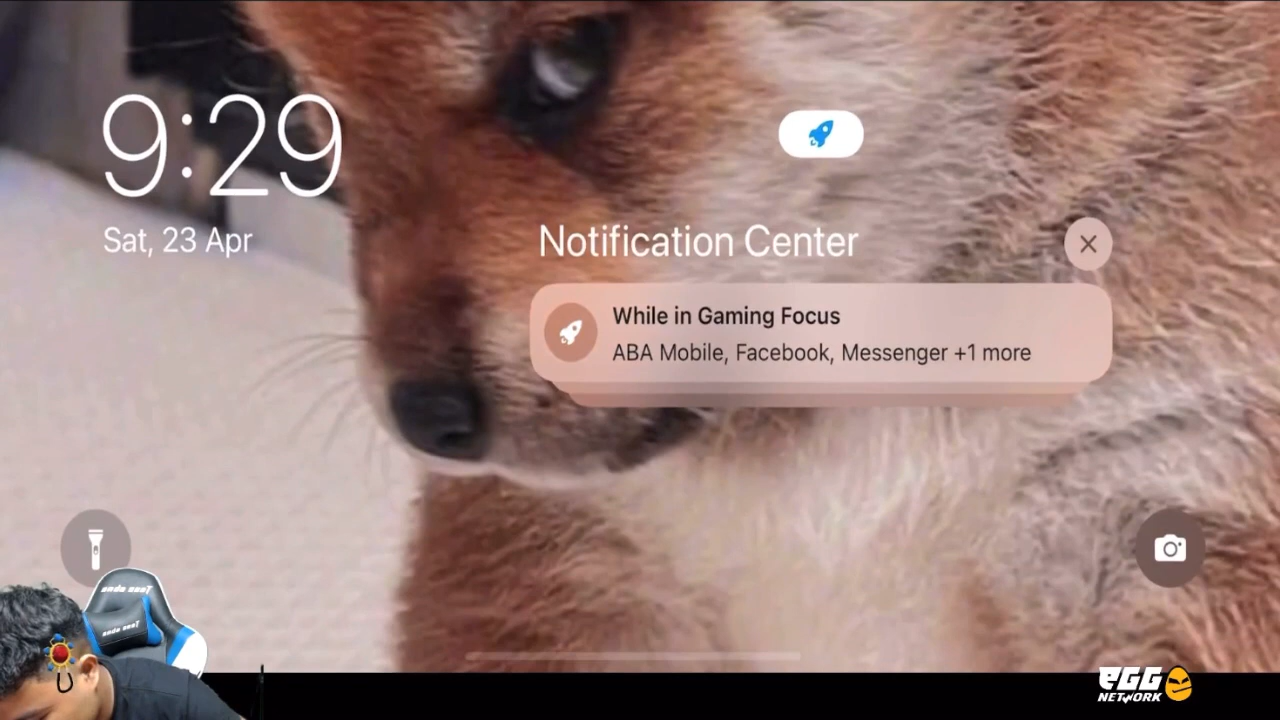 9:29
Sat, 23 Apr
Notification Center
While in Gaming Focus
ABA Mobile, Facebook, Messenger +1 more
eGG
NETWORK